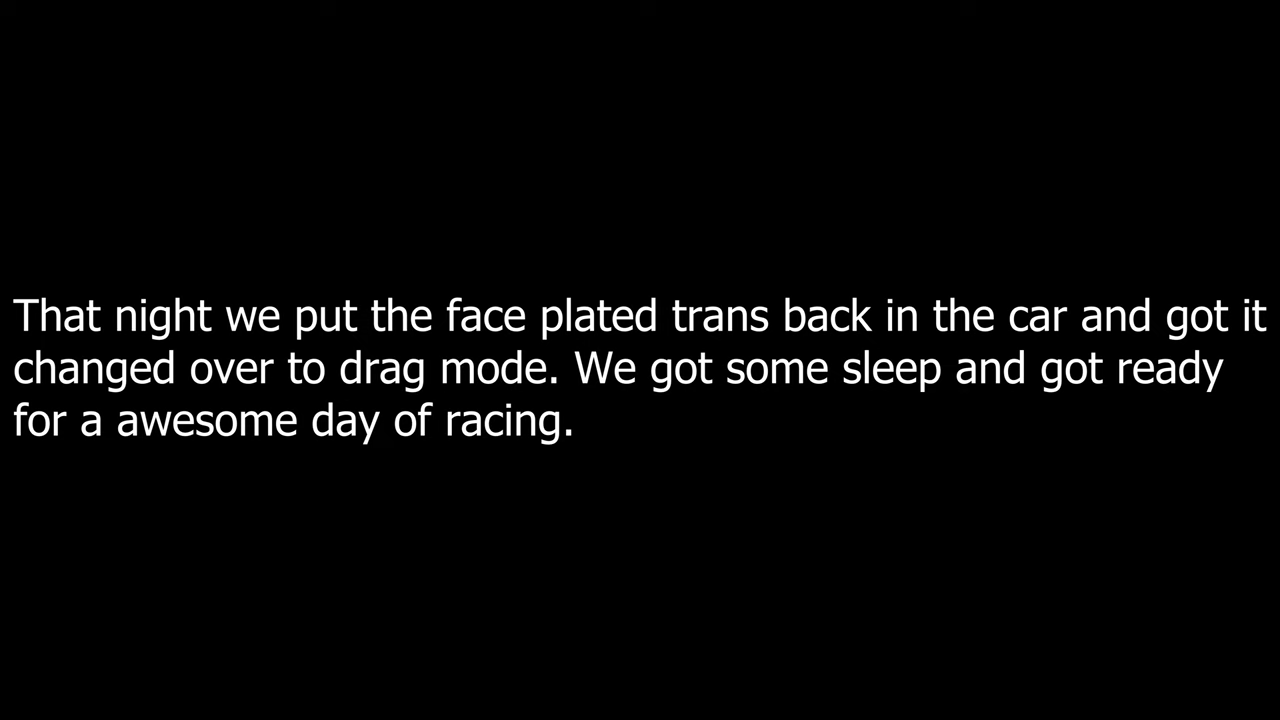 That night we put the face plated trans back in the car and got it
changed over to drag mode. We got some sleep and got ready
for a awesome day of racing.